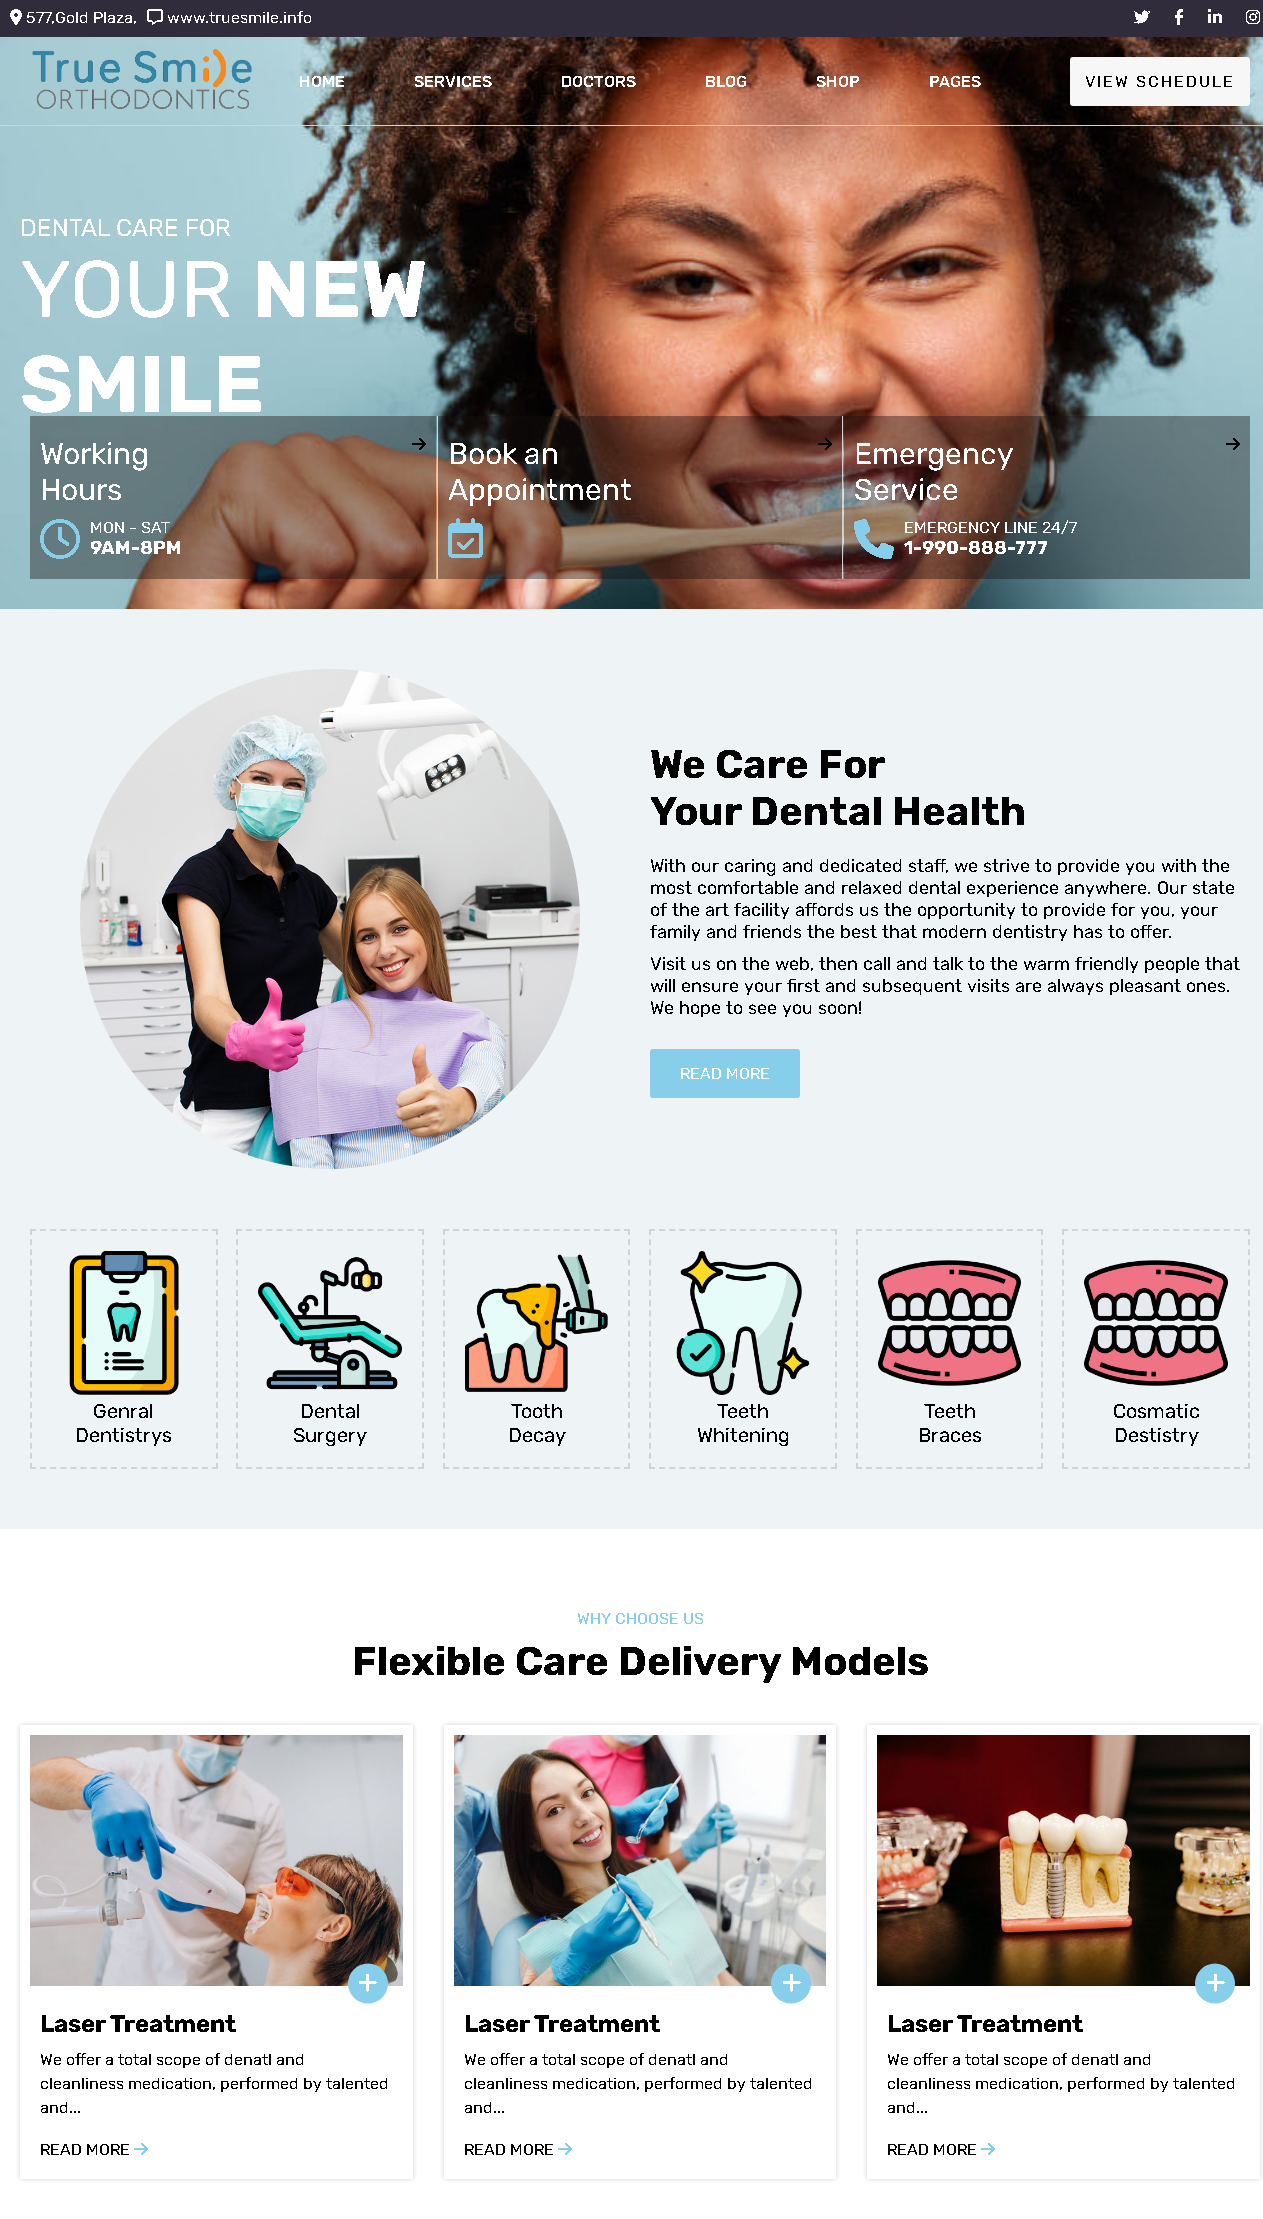 577,Gold Plaza, www.truesmile.info
True Smile
ORTHODONTICS
HOME SERVICES DOCTORS BLOG SHOP PAGES
VIEW SCHEDULE
DENTAL CARE FOR
YOUR NEW
SMILE
Working
Hours
MON - SAT
9AM-8PM
Book an
Appointment
Emergency
Service
EMERGENCY LINE 24/7
1-990-888-777
We Care For
Your Dental Health
With our caring and dedicated staff, we strive to provide you with the
most comfortable and relaxed dental experience anywhere. Our state
of the art facility affords us the opportunity to provide for you, your
family and friends the best that modern dentistry has to offer.
Visit us on the web, then call and talk to the warm friendly people that
will ensure your first and subsequent visits are always pleasant ones.
We hope to see you soon!
READ MORE
Genral
Dentistrys
Dental
Surgery
Tooth
Decay
Teeth
Whitening
Teeth
Braces
Cosmatic
Destistry
WHY CHOOSE US
Flexible Care Delivery Models
Laser Treatment
We offer a total scope of denatl and
cleanliness medication, performed by talented
and...
READ MORE
Laser Treatment
We offer a total scope of denatl and
cleanliness medication, performed by talented
and...
READ MORE
Laser Treatment
We offer a total scope of denatl and
cleanliness medication, performed by talented
and...
READ MORE